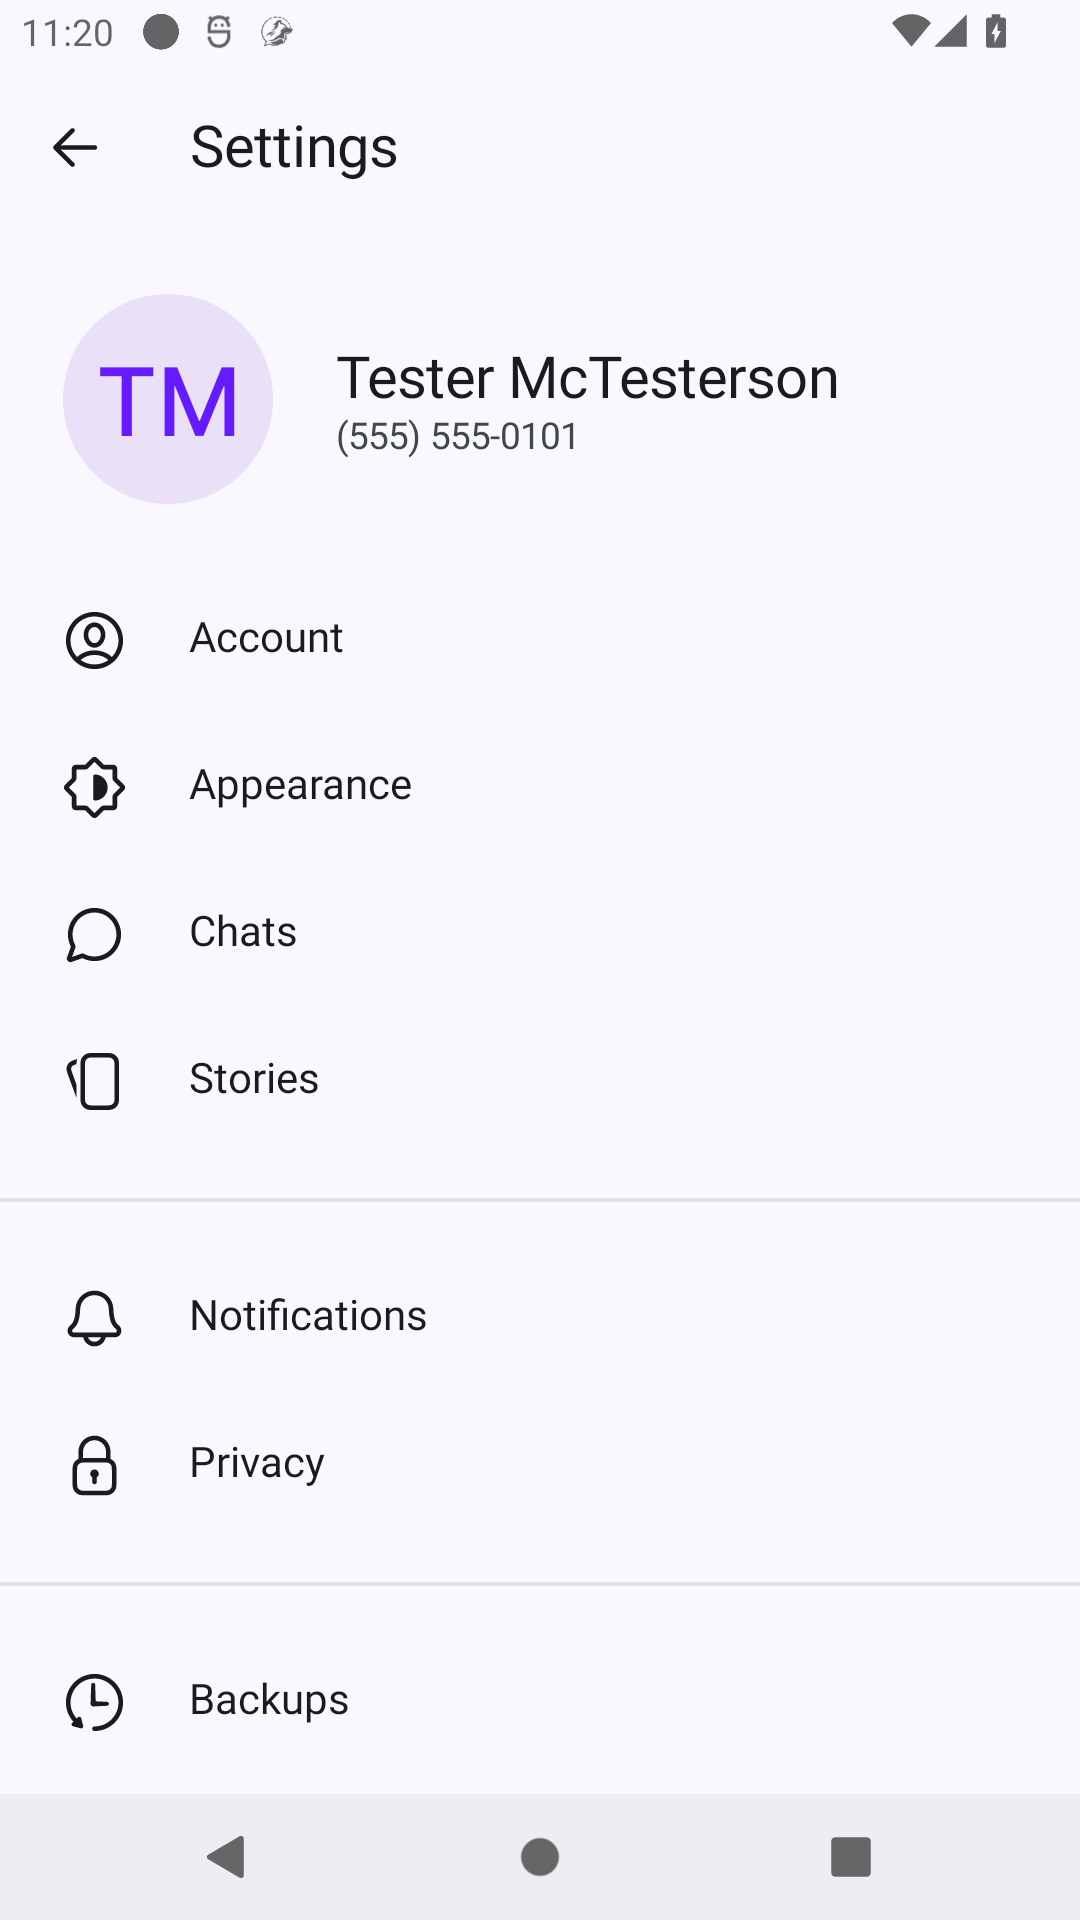 11:20
Settings
TM
Tester McTesterson
(555) 555-0101
Account
Appearance
Chats
Stories
Notifications
Privacy
Backups